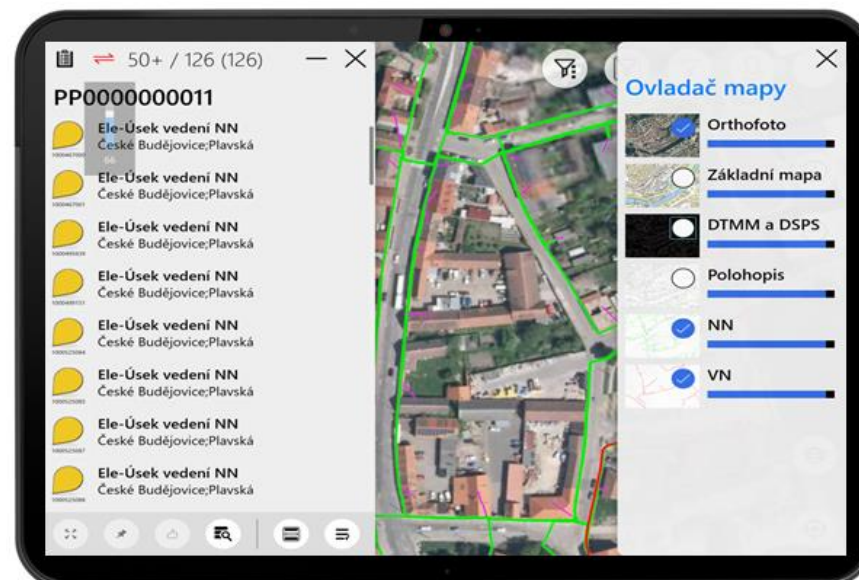 50+ / 126 (126)
PP0000000011
Ele-Úsek vedení NN
České Budějovice;Plavská
Ele-Úsek vedení NN
České Budějovice;Plavská
Ele-Úsek vedení NN
České Budějovice;Plavská
Ele-Úsek vedení NN
České Budějovice;Plavská
Ele-Úsek vedení NN
České Budějovice;Plavská
Ele-Úsek vedení NN
České Budějovice;Plavská
Ele-Úsek vedení NN
České Budějovice;Plavská
Ele-Úsek vedení NN
České Budějovice;Plavská
Ovladač mapy
Orthofoto
Základní mapa
DTMM a DSPS
Polohopis
NN
VN